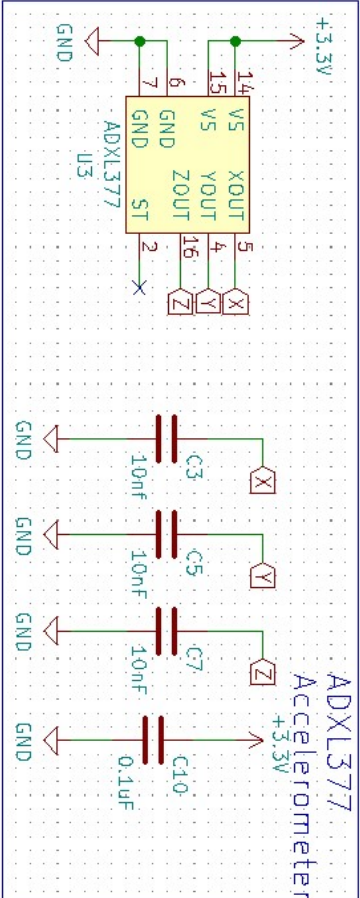 ADXL377
Accelerometer
+3.3V
14
15
VS
VS
XOUT
YOUT
ZOUT
5
4
16
X
Y
Z
6
7
GND
GND
ST
2
ADXL377
U3
GND
X
C3
10nf
GND
Y
C5
10nF
GND
Z
C7
10nF
GND
+3.3V
C10
0.1uF
GND